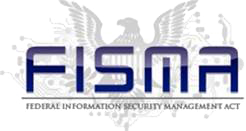 FISMA
FEDERAL INFORMATION SECURITY MANAGEMENT ACT